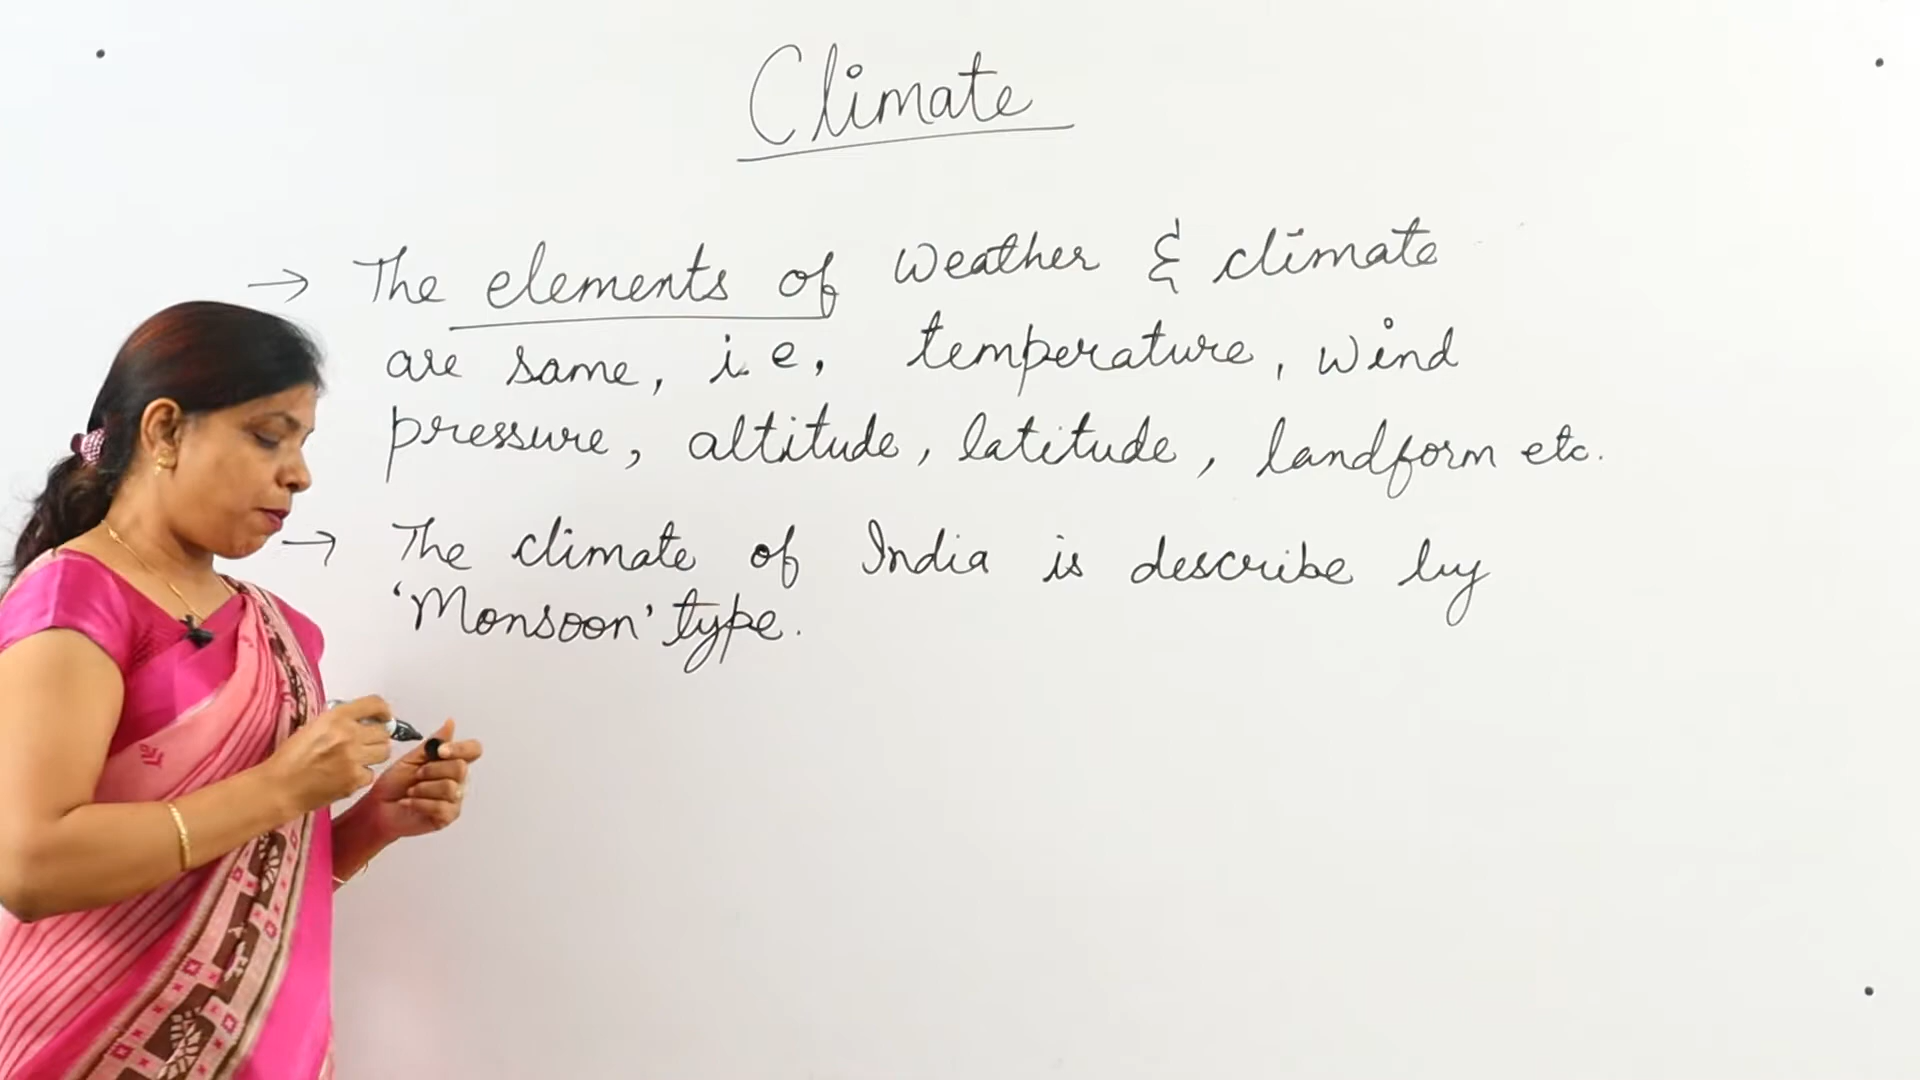 Climate
→ The elements of weather & climate
are same, i.e, temperature, wind
pressure, altitude, latitude, landform etc.
→ The climate of India is describe by
'Monsoon' type.